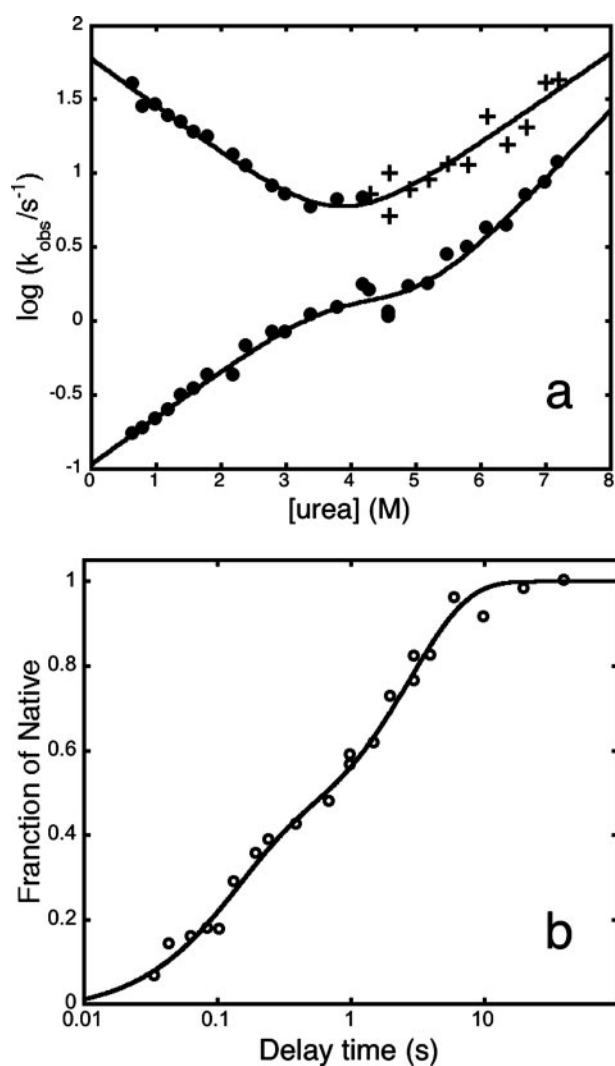 2
1.5
1
0.5
0
-0.5
-1
log (k_obs/s⁻¹)
a
0 1 2 3 4 5 6 7 8
[urea] (M)
1
0.8
0.6
0.4
0.2
0
Franction of Native
b
0.01 0.1 1 10
Delay time (s)